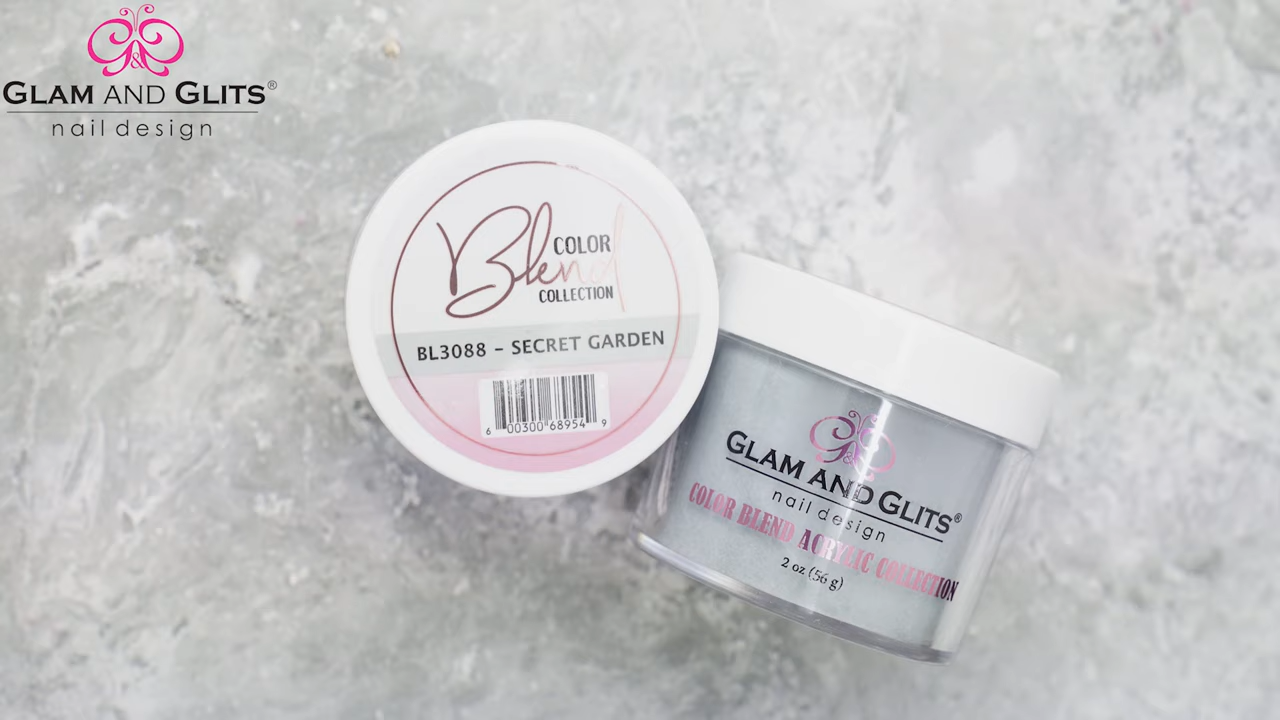 G&G
GLAM AND GLITS®
nail design
Blend
COLOR
COLLECTION
BL3088 – SECRET GARDEN
6 00300 68954 9
G&G
GLAM AND GLITS®
nail design
COLOR BLEND ACRYLIC COLLECTION
2 oz (56 g)